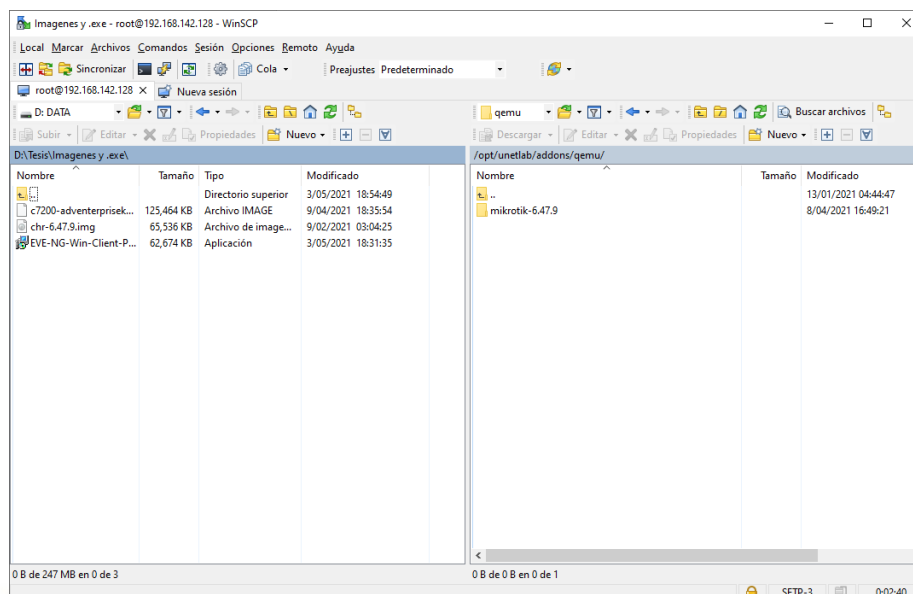 Imagenes y .exe - root@192.168.142.128 - WinSCP
Local Marcar Archivos Comandos Sesión Opciones Remoto Ayuda
Sincronizar Cola Preajustes Predeterminado
root@192.168.142.128 Nueva sesión
D: DATA qemu Buscar archivos
Subir Editar Propiedades Nuevo Descargar Editar Propiedades Nuevo
D:\Tesis\Imagenes y .exe\ /opt/unetlab/addons/qemu/
Nombre Tamaño Tipo Modificado Nombre Tamaño Modificado
.. Directorio superior 3/05/2021 18:54:49 .. 13/01/2021 04:44:47
c7200-adventerprisek... 125,464 KB Archivo IMAGE 9/04/2021 18:35:54 mikrotik-6.47.9 8/04/2021 16:49:21
chr-6.47.9.img 65,536 KB Archivo de image... 9/02/2021 03:04:25
EVE-NG-Win-Client-P... 62,674 KB Aplicación 3/05/2021 18:31:35
0 B de 247 MB en 0 de 3 0 B de 0 B en 0 de 1
SFTP-3 0:02:40